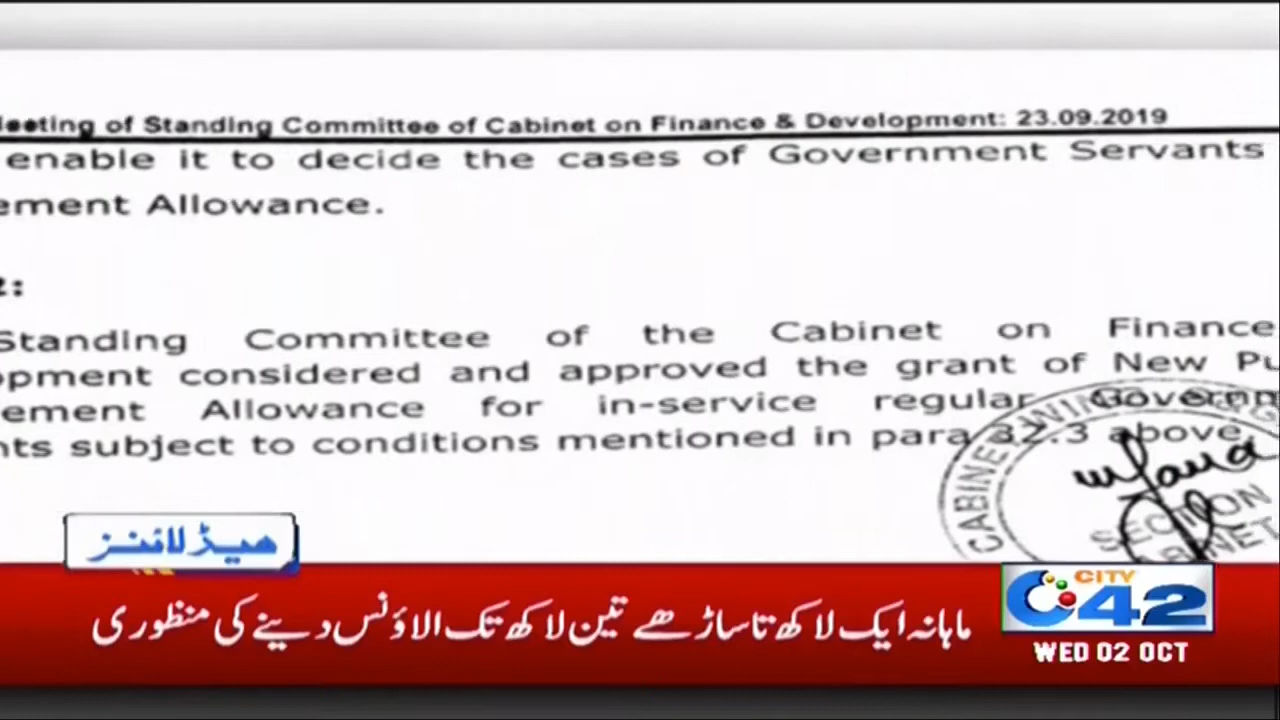 Meeting of Standing Committee of Cabinet on Finance & Development: 23.09.2019
enable it to decide the cases of Government Servants
ement Allowance.
2:
Standing Committee of the Cabinet on Finance
opment considered and approved the grant of New Pu
ement Allowance for in-service regular Governm
nts subject to conditions mentioned in para 32.3 above.
CABINET WING
SECTION
CABINET
ہیڈلائنز
ماہانہ ایک لاکھ تا ساڑھے تین لاکھ تک الاؤنس دینے کی منظوری
CITY
42
WED 02 OCT